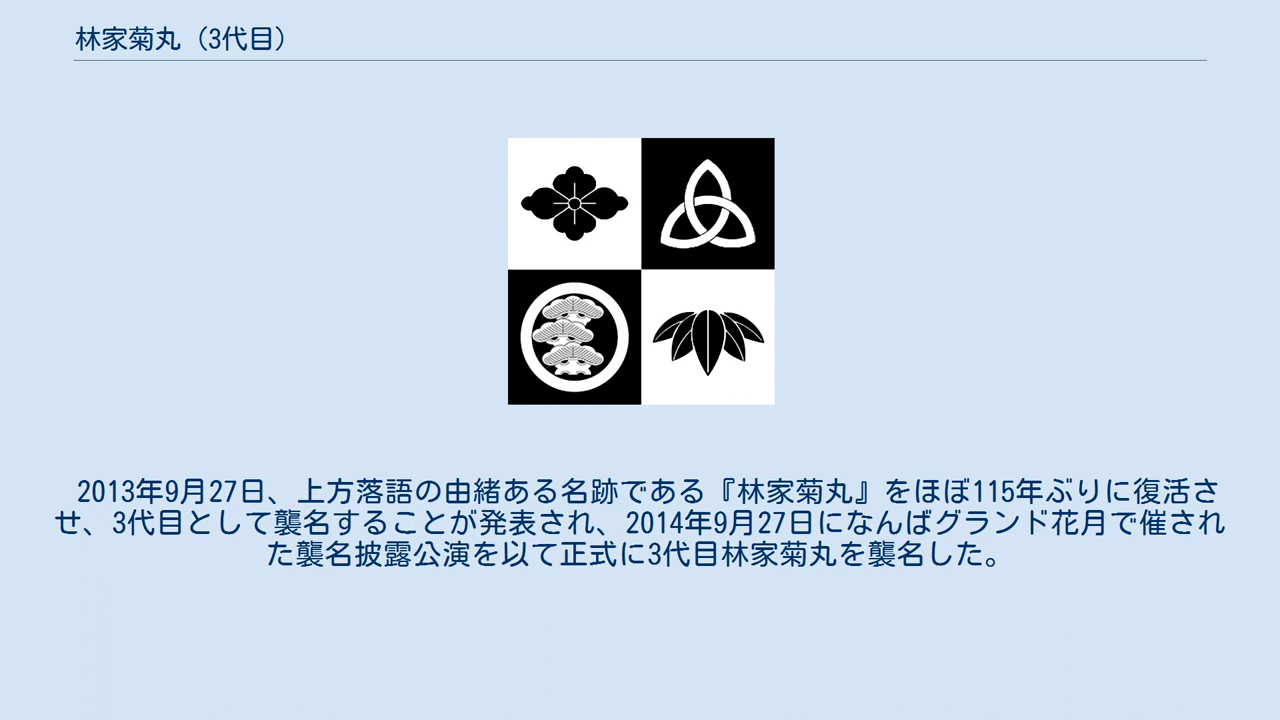 林家菊丸（3代目）
2013年9月27日、上方落語の由緒ある名跡である『林家菊丸』をほぼ115年ぶりに復活さ
せ、3代目として襲名することが発表され、2014年9月27日になんばグランド花月で催され
た襲名披露公演を以て正式に3代目林家菊丸を襲名した。